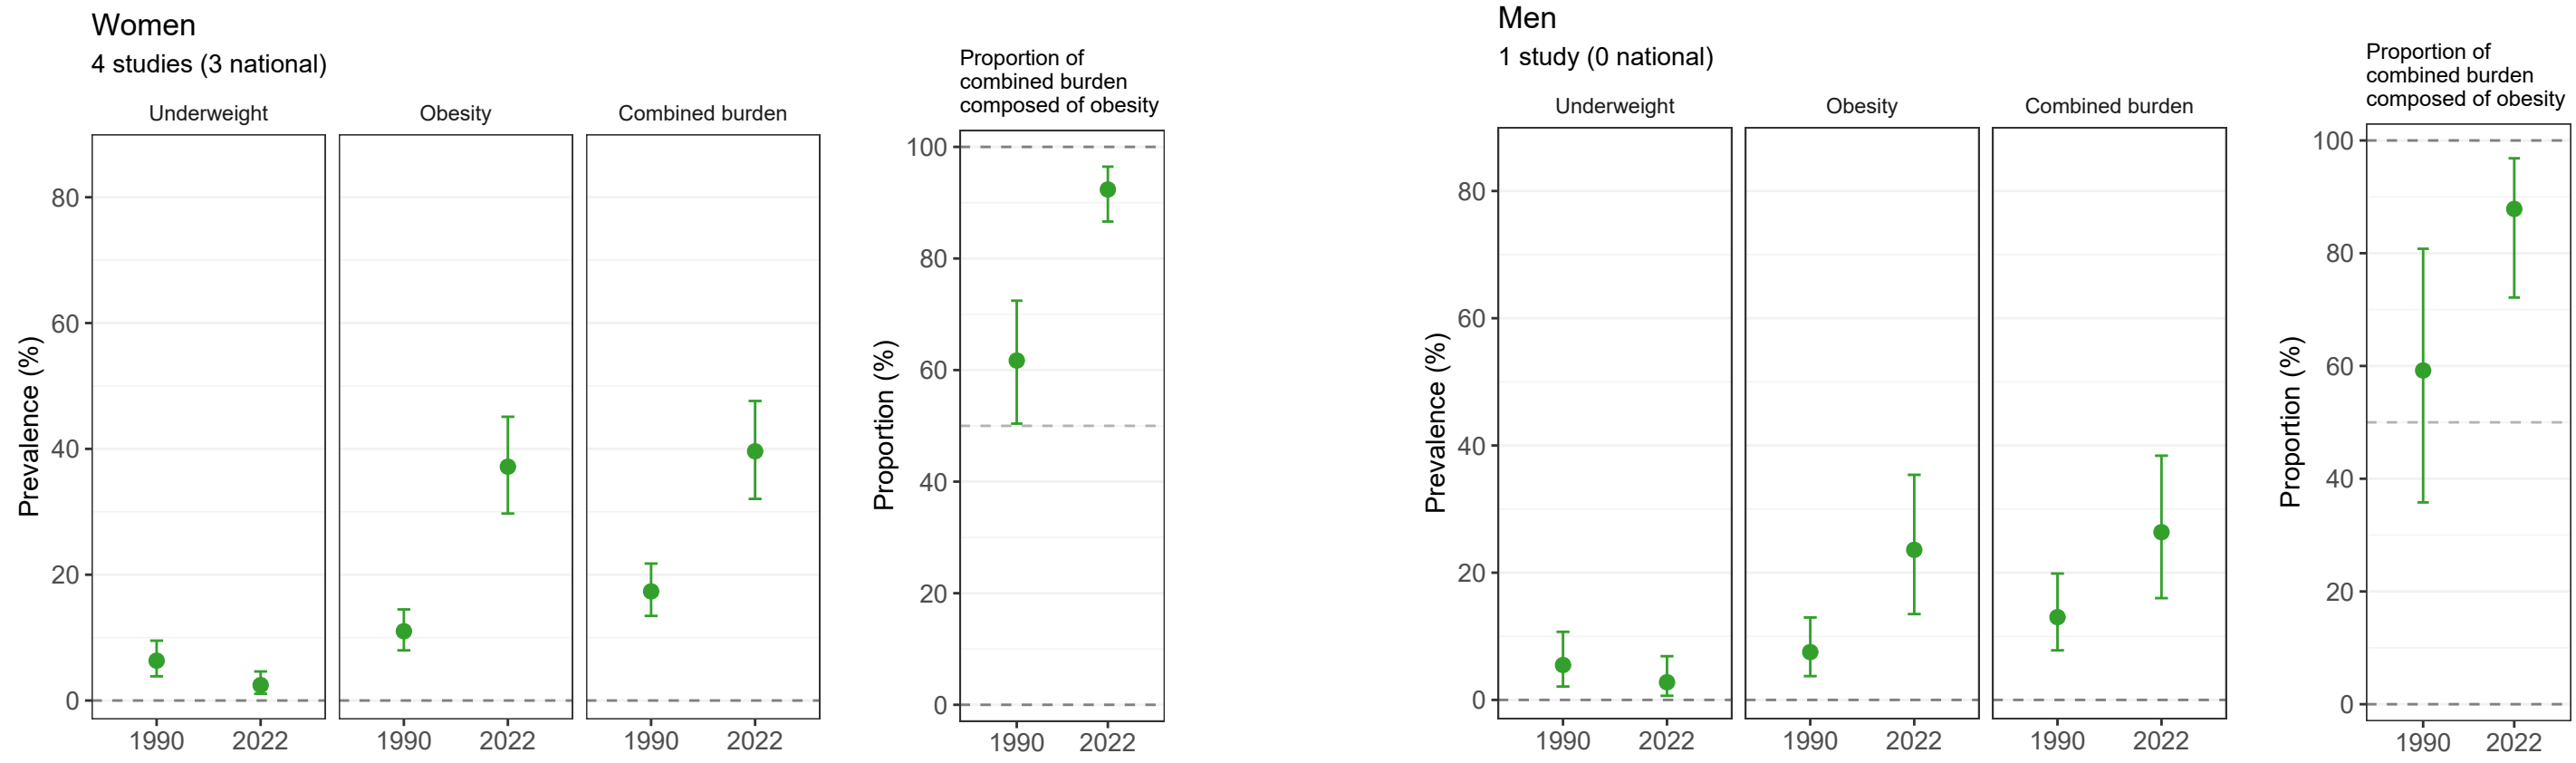 Women
4 studies (3 national)
Underweight
Obesity
Combined burden
Prevalence (%)
80
60
40
20
0
1990
2022
1990
2022
1990
2022
Proportion of
combined burden
composed of obesity
Proportion (%)
100
80
60
40
20
0
1990
2022
Men
1 study (0 national)
Underweight
Obesity
Combined burden
Prevalence (%)
80
60
40
20
0
1990
2022
1990
2022
1990
2022
Proportion of
combined burden
composed of obesity
Proportion (%)
100
80
60
40
20
0
1990
2022